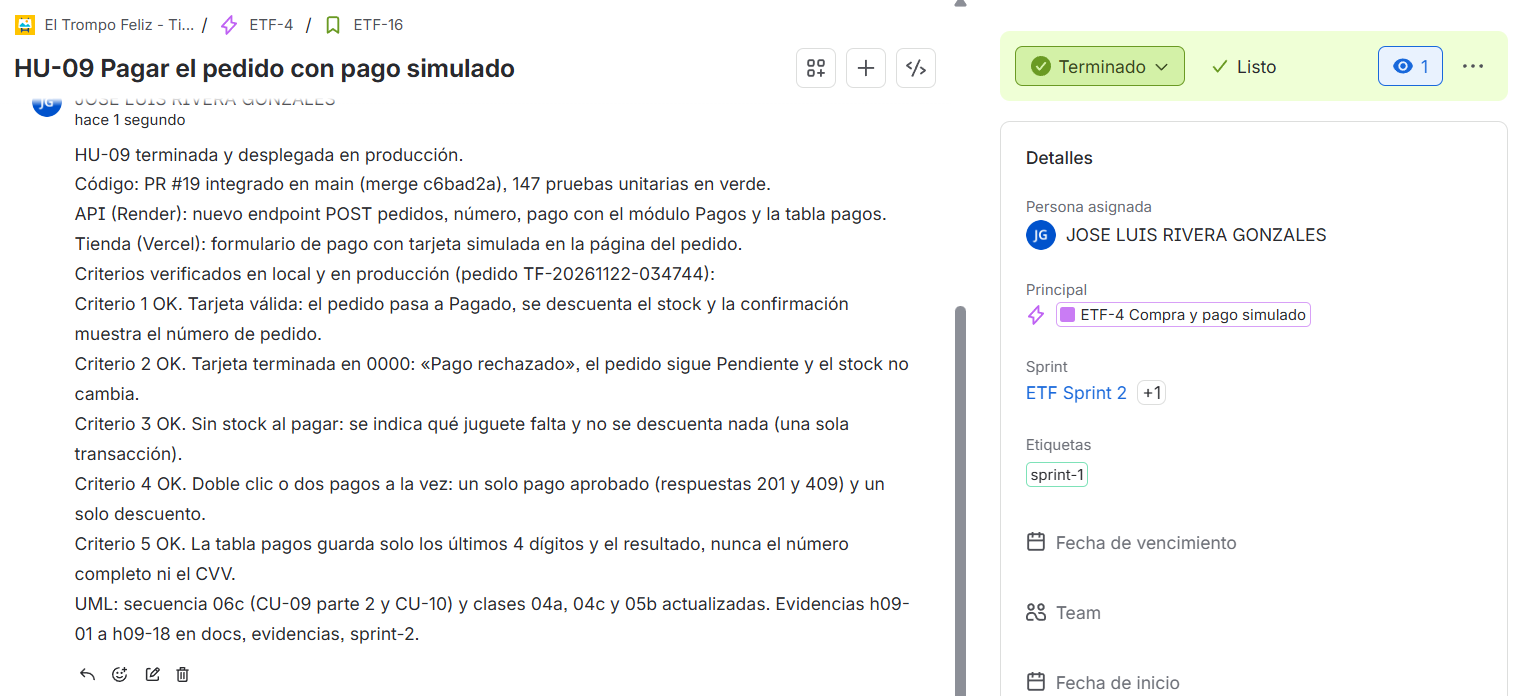 El Trompo Feliz - Ti... / ETF-4 / ETF-16
HU-09 Pagar el pedido con pago simulado
JG JOSE LUIS RIVERA GONZALES
hace 1 segundo
HU-09 terminada y desplegada en producción.
Código: PR #19 integrado en main (merge c6bad2a), 147 pruebas unitarias en verde.
API (Render): nuevo endpoint POST pedidos, número, pago con el módulo Pagos y la tabla pagos.
Tienda (Vercel): formulario de pago con tarjeta simulada en la página del pedido.
Criterios verificados en local y en producción (pedido TF-20261122-034744):
Criterio 1 OK. Tarjeta válida: el pedido pasa a Pagado, se descuenta el stock y la confirmación
muestra el número de pedido.
Criterio 2 OK. Tarjeta terminada en 0000: «Pago rechazado», el pedido sigue Pendiente y el stock no
cambia.
Criterio 3 OK. Sin stock al pagar: se indica qué juguete falta y no se descuenta nada (una sola
transacción).
Criterio 4 OK. Doble clic o dos pagos a la vez: un solo pago aprobado (respuestas 201 y 409) y un
solo descuento.
Criterio 5 OK. La tabla pagos guarda solo los últimos 4 dígitos y el resultado, nunca el número
completo ni el CVV.
UML: secuencia 06c (CU-09 parte 2 y CU-10) y clases 04a, 04c y 05b actualizadas. Evidencias h09-
01 a h09-18 en docs, evidencias, sprint-2.
Terminado
Listo
1
Detalles
Persona asignada
JG JOSE LUIS RIVERA GONZALES
Principal
ETF-4 Compra y pago simulado
Sprint
ETF Sprint 2 +1
Etiquetas
sprint-1
Fecha de vencimiento
Team
Fecha de inicio